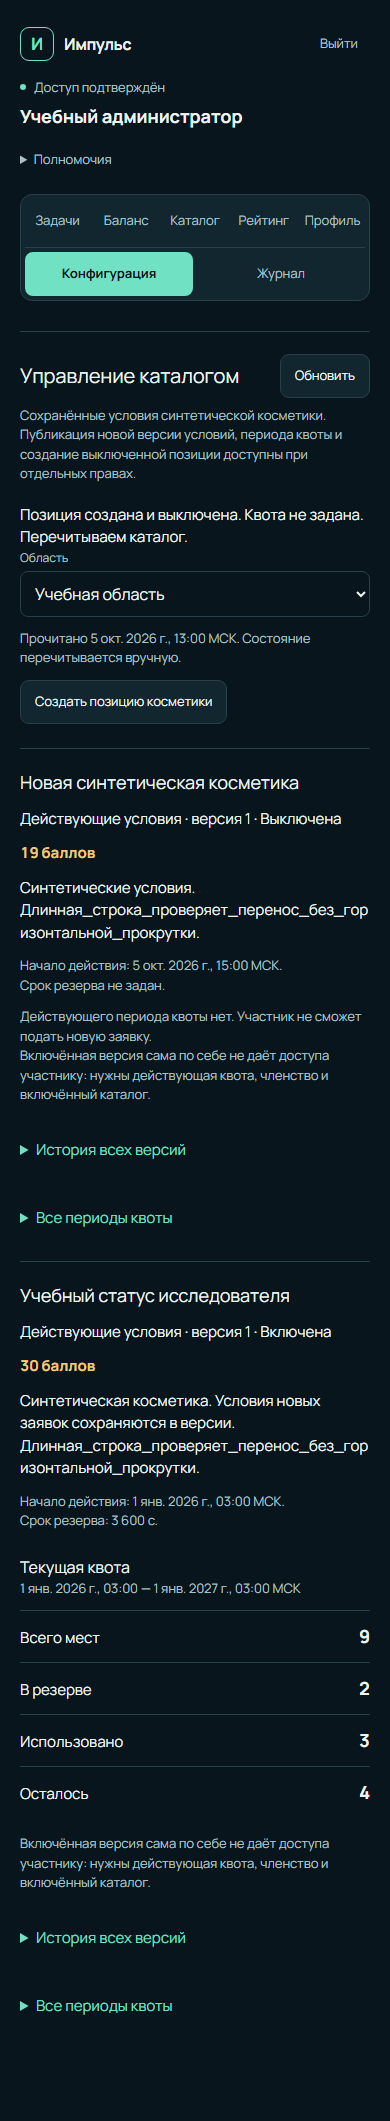 И Импульс Выйти
Доступ подтверждён
Учебный администратор
Полномочия
Задачи Баланс Каталог Рейтинг Профиль
Конфигурация Журнал
Управление каталогом Обновить
Сохранённые условия синтетической косметики.
Публикация новой версии условий, периода квоты и
создание выключенной позиции доступны при
отдельных правах.
Позиция создана и выключена. Квота не задана.
Перечитываем каталог.
Область
Учебная область
Прочитано 5 окт. 2026 г., 13:00 МСК. Состояние
перечитывается вручную.
Создать позицию косметики
Новая синтетическая косметика
Действующие условия · версия 1 · Выключена
19 баллов
Синтетические условия.
Длинная_строка_проверяет_перенос_без_гор
изонтальной_прокрутки.
Начало действия: 5 окт. 2026 г., 15:00 МСК.
Срок резерва не задан.
Действующего периода квоты нет. Участник не сможет
подать новую заявку.
Включённая версия сама по себе не даёт доступа
участнику: нужны действующая квота, членство и
включённый каталог.
История всех версий
Все периоды квоты
Учебный статус исследователя
Действующие условия · версия 1 · Включена
30 баллов
Синтетическая косметика. Условия новых
заявок сохраняются в версии.
Длинная_строка_проверяет_перенос_без_гор
изонтальной_прокрутки.
Начало действия: 1 янв. 2026 г., 03:00 МСК.
Срок резерва: 3 600 с.
Текущая квота
1 янв. 2026 г., 03:00 — 1 янв. 2027 г., 03:00 МСК
Всего мест 9
В резерве 2
Использовано 3
Осталось 4
Включённая версия сама по себе не даёт доступа
участнику: нужны действующая квота, членство и
включённый каталог.
История всех версий
Все периоды квоты